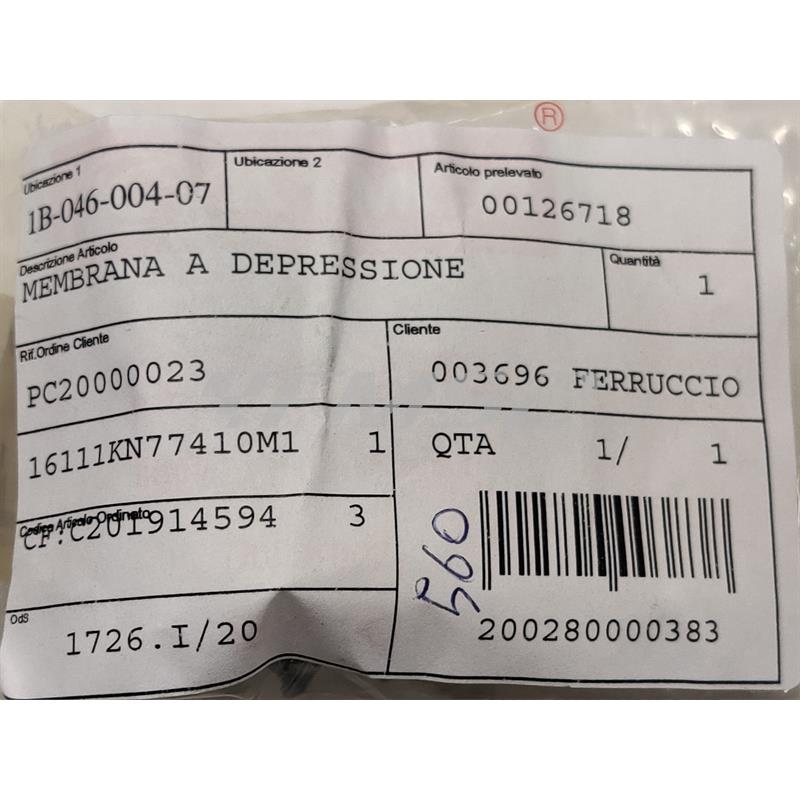 ®
Ubicazione 1
1B-046-004-07
Ubicazione 2
Articolo prelevato
00126718
Descrizione Articolo
MEMBRANA A DEPRESSIONE
Quantità
1
Rif.Ordine Cliente
PC20000023
Cliente
003696 FERRUCCIO
16111KN77410M1 1
QTA 1/ 1
Codice Articolo Ordinato
CF:C201914594 3
560
OdS
1726.I/20
200280000383